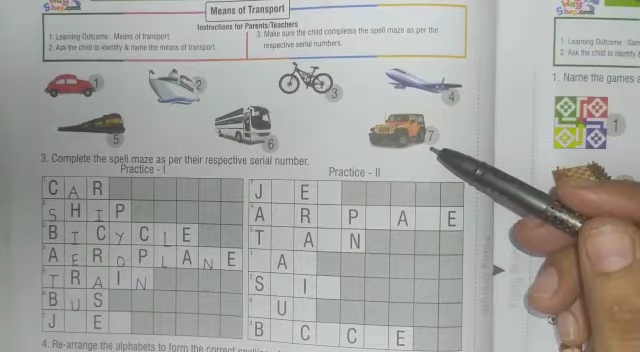 Means of Transport
Instructions for Parents/Teachers
1. Learning Outcome : Means of transport
2. Ask the child to identify & name the means of transport.
3. Make sure the child completes the spell maze as per the
respective serial numbers.
1
2
3
4
5
6
7
3. Complete the spell maze as per their respective serial number.
Practice - I
C A R
S H I P
B I C Y C L E
A E R O P L A N E
T R A I N
B U S
J E
Practice - II
J E
A R P A E
T A N
A
S I
U
B C C E
4. Re-arrange the alphabets to form the correct
1. Learning Outcome :
2. Ask the child to identify
1. Name the games
1